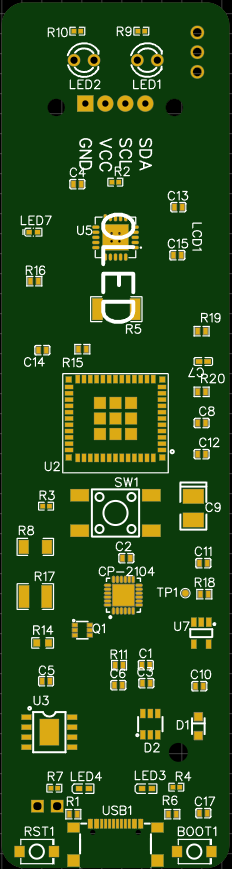 R10 R9
LED2 LED1
GND VCC SCL SDA
C4 R2
C13
LED7
U5
OLED
LCD1
C15
R16
R5
R19
C14 R15
C7
R20
C8
C12
U2
SW1
R3
C9
R8
C2
C11
CP-2104
R17
TP1 R18
R14 Q1
U7
R11 C1
C6 C3
C5 C10
U3
D1
D2
R7 LED4 LED3 R4
R1 USB1 R6 C17
RST1 BOOT1